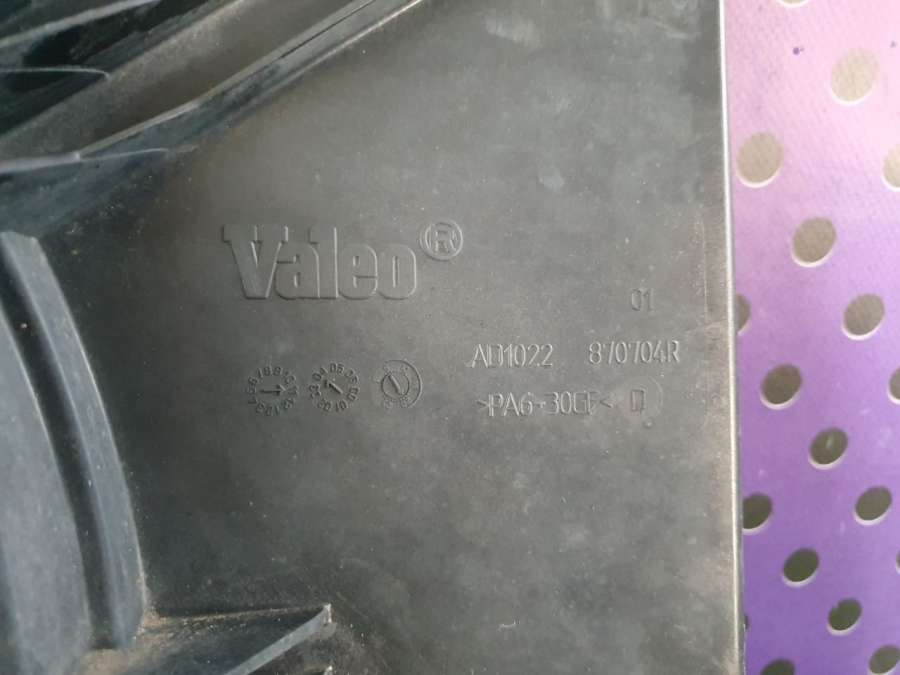 Valeo®
01
AD1022 870704R
>PA6-30GF<